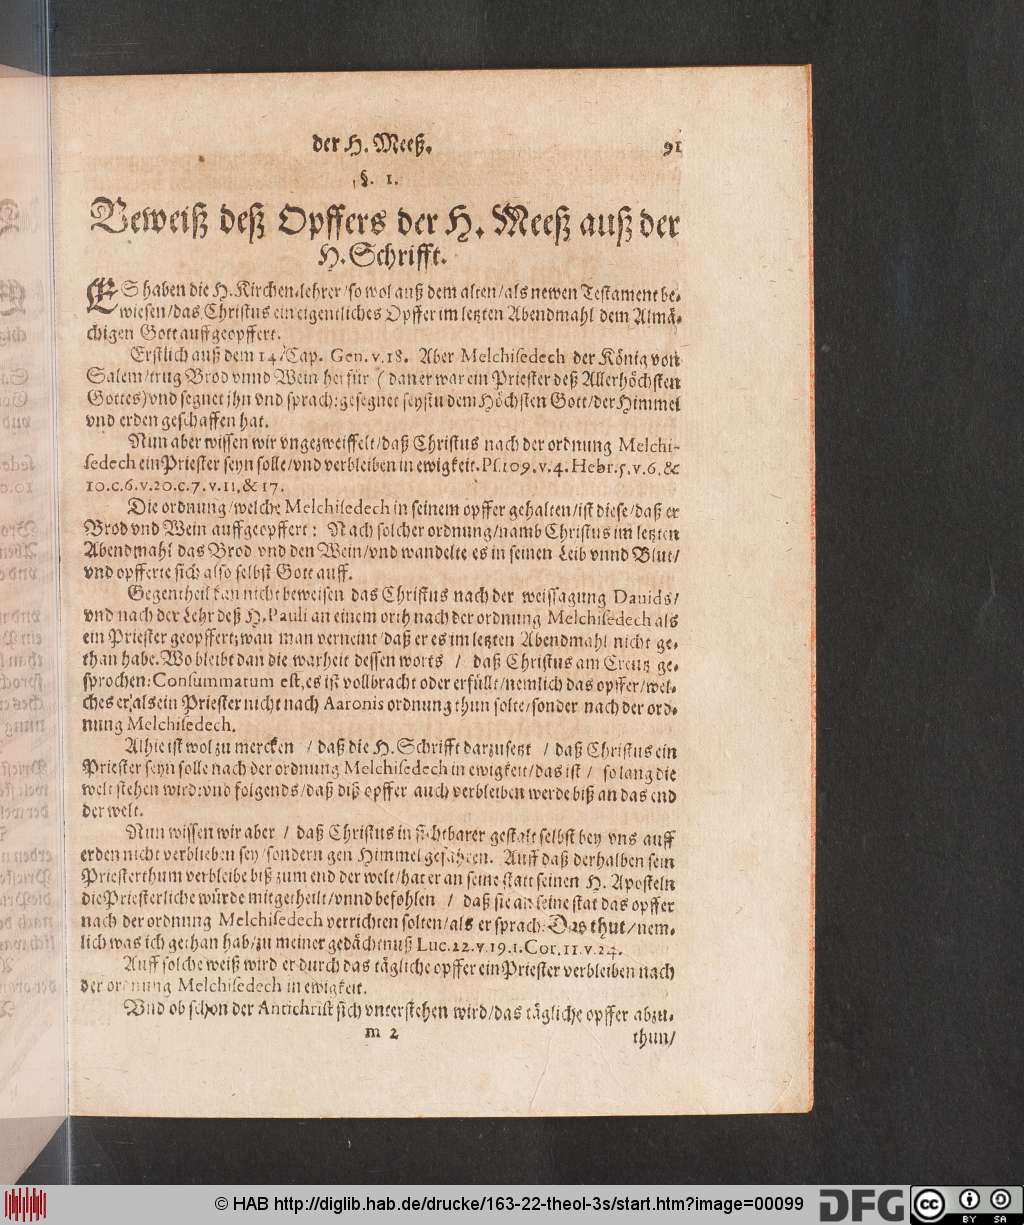 der H. Meeß.
91
§. 1.
Beweiß deß Opffers der H. Meeß auß der
H. Schrifft.
ES haben die H. Kirchen-lehrer/so wol auß dem alten/als newen Testament be-
wiesen/das Christus ein eigentliches Opffer im letzten Abendmahl dem Almä-
chigen Gott auffgeopffert.
Erstlich auß dem 14/Cap. Gen. v. 18. Aber Melchisedech der König von
Salem/trug Brod vnnd Wein herfür (dan er war ein Priester deß Allerhöchsten
Gottes) vnd segnet ihn vnd sprach: gesegnet seystu dem Höchsten Gott/der Himmel
vnd erden geschaffen hat.
Nun aber wissen wir vngezweiffelt/daß Christus nach der ordnung Melchi-
sedech ein Priester seyn solle/vnd verbleiben in ewigkeit. Ps. 109. v. 4. Hebr. 5. v. 6. &
10. c. 6. v. 20. c. 7. v. 11. & 17.
Die ordnung/welche Melchisedech in seinem opffer gehalten/ist diese/daß er
Brod vnd Wein auffgeopffert: Nach solcher ordnung/namb Christus im letzten
Abendmahl das Brod vnd den Wein/vnd wandelte es in seinen Leib vnnd Blut/
vnd opfferte sich also selbst Gott auff.
Gegentheil kan nicht beweisen das Christus nach der weissagung Dauids/
vnd nach der Lehr deß H. Pauli an einem orth nach der ordnung Melchisedech als
ein Priester geopffert; wan man verneint/daß er es im letzten Abendmahl nicht ge-
than habe. Wo bleibt dan die warheit dessen worts / daß Christus am Creutz ge-
sprochen: Consummatum est, es ist vollbracht oder erfüllt/nemlich das opffer/wel-
ches er, als ein Priester nicht nach Aaronis ordnung thun solte/sonder nach der ord-
nung Melchisedech.
Alhie ist wol zu mercken / daß die H. Schrifft darzusetzt / daß Christus ein
Priester seyn solle nach der ordnung Melchisedech in ewigkeit/das ist / so lang die
welt stehen wird: vnd folgends/daß diß opffer auch verbleiben werde biß an das end
der welt.
Nun wissen wir aber / daß Christus in sichtbarer gestalt selbst bey vns auff
erden nicht verblieben sey/sondern gen Himmel gefahren. Auff daß derhalben sein
Priesterthum verbleibe biß zum end der welt/hat er an seine statt seinen H. Aposteln
die Priesterliche würde mitgetheilt/vnnd befohlen / daß sie an seine stat das opffer
nach der ordnung Melchisedech verrichten solten/als er sprach: Das thut/nem-
lich was ich gethan hab/zu meiner gedächtnuß Luc. 22. v. 19. 1. Cor. 11. v. 24.
Auff solche weiß wird er durch das tägliche opffer ein Priester verbleiben nach
der ordnung Melchisedech in ewigkeit.
Vnd ob schon der Antichrist sich vnterstehen wird/das tägliche opffer abzu-
m 2
thun/
© HAB http://diglib.hab.de/drucke/163-22-theol-3s/start.htm?image=00099
DFG
cc
BY SA